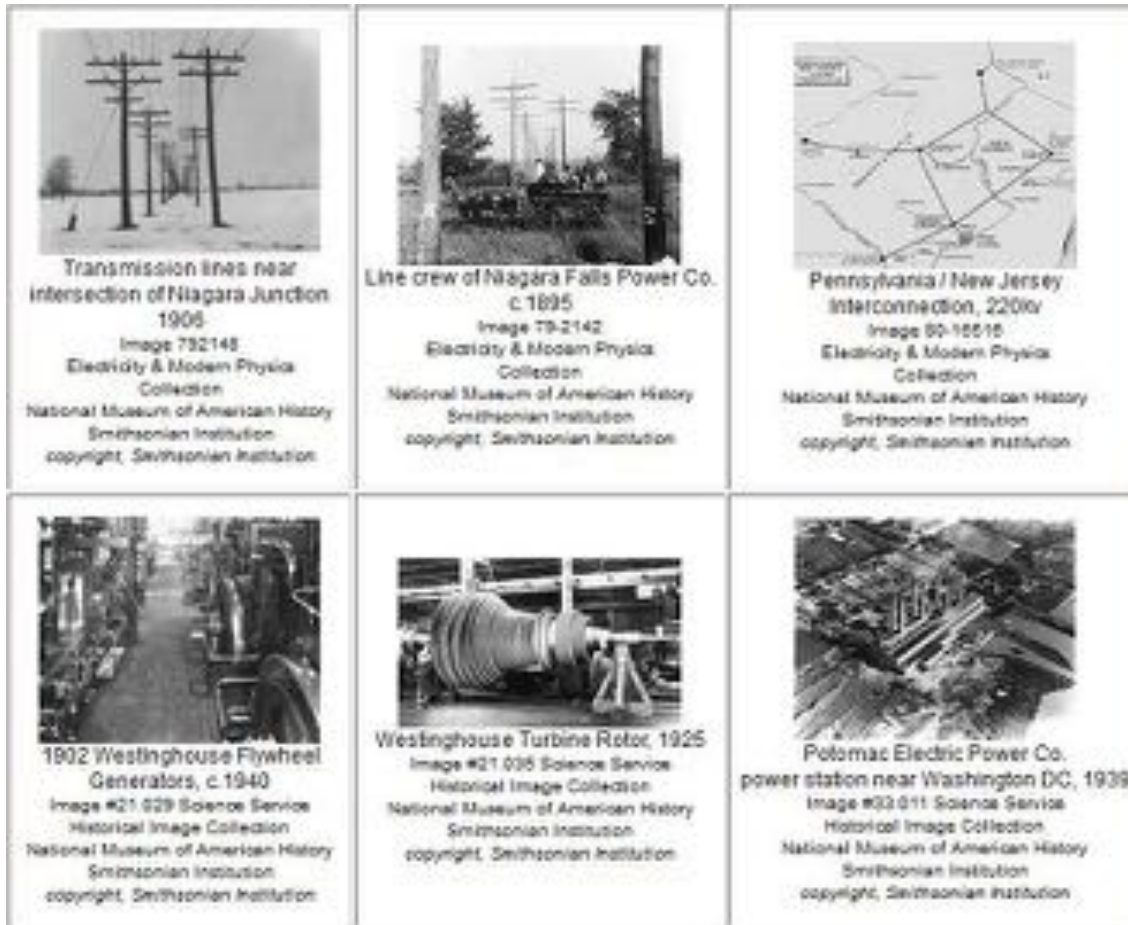 Transmission lines near
intersection of Niagara Junction
1906
Image 792148
Electricity & Modern Physics
Collection
National Museum of American History
Smithsonian Institution
copyright, Smithsonian Institution
Line crew of Niagara Falls Power Co.
c.1895
Image 79-2142
Electricity & Modern Physics
Collection
National Museum of American History
Smithsonian Institution
copyright, Smithsonian Institution
Pennsylvania / New Jersey
Interconnection, 220kv
Image
Electricity & Modern Physics
Collection
National Museum of American History
Smithsonian Institution
copyright, Smithsonian Institution
1902 Westinghouse Flywheel
Generators, c.1940
Image #21.029 Science Service
Historical Image Collection
National Museum of American History
Smithsonian Institution
copyright, Smithsonian Institution
Westinghouse Turbine Rotor, 1925
Image #21.035 Science Service
Historical Image Collection
National Museum of American History
Smithsonian Institution
copyright, Smithsonian Institution
Potomac Electric Power Co.
power station near Washington DC, 1939
Image #33.011 Science Service
Historical Image Collection
National Museum of American History
Smithsonian Institution
copyright, Smithsonian Institution